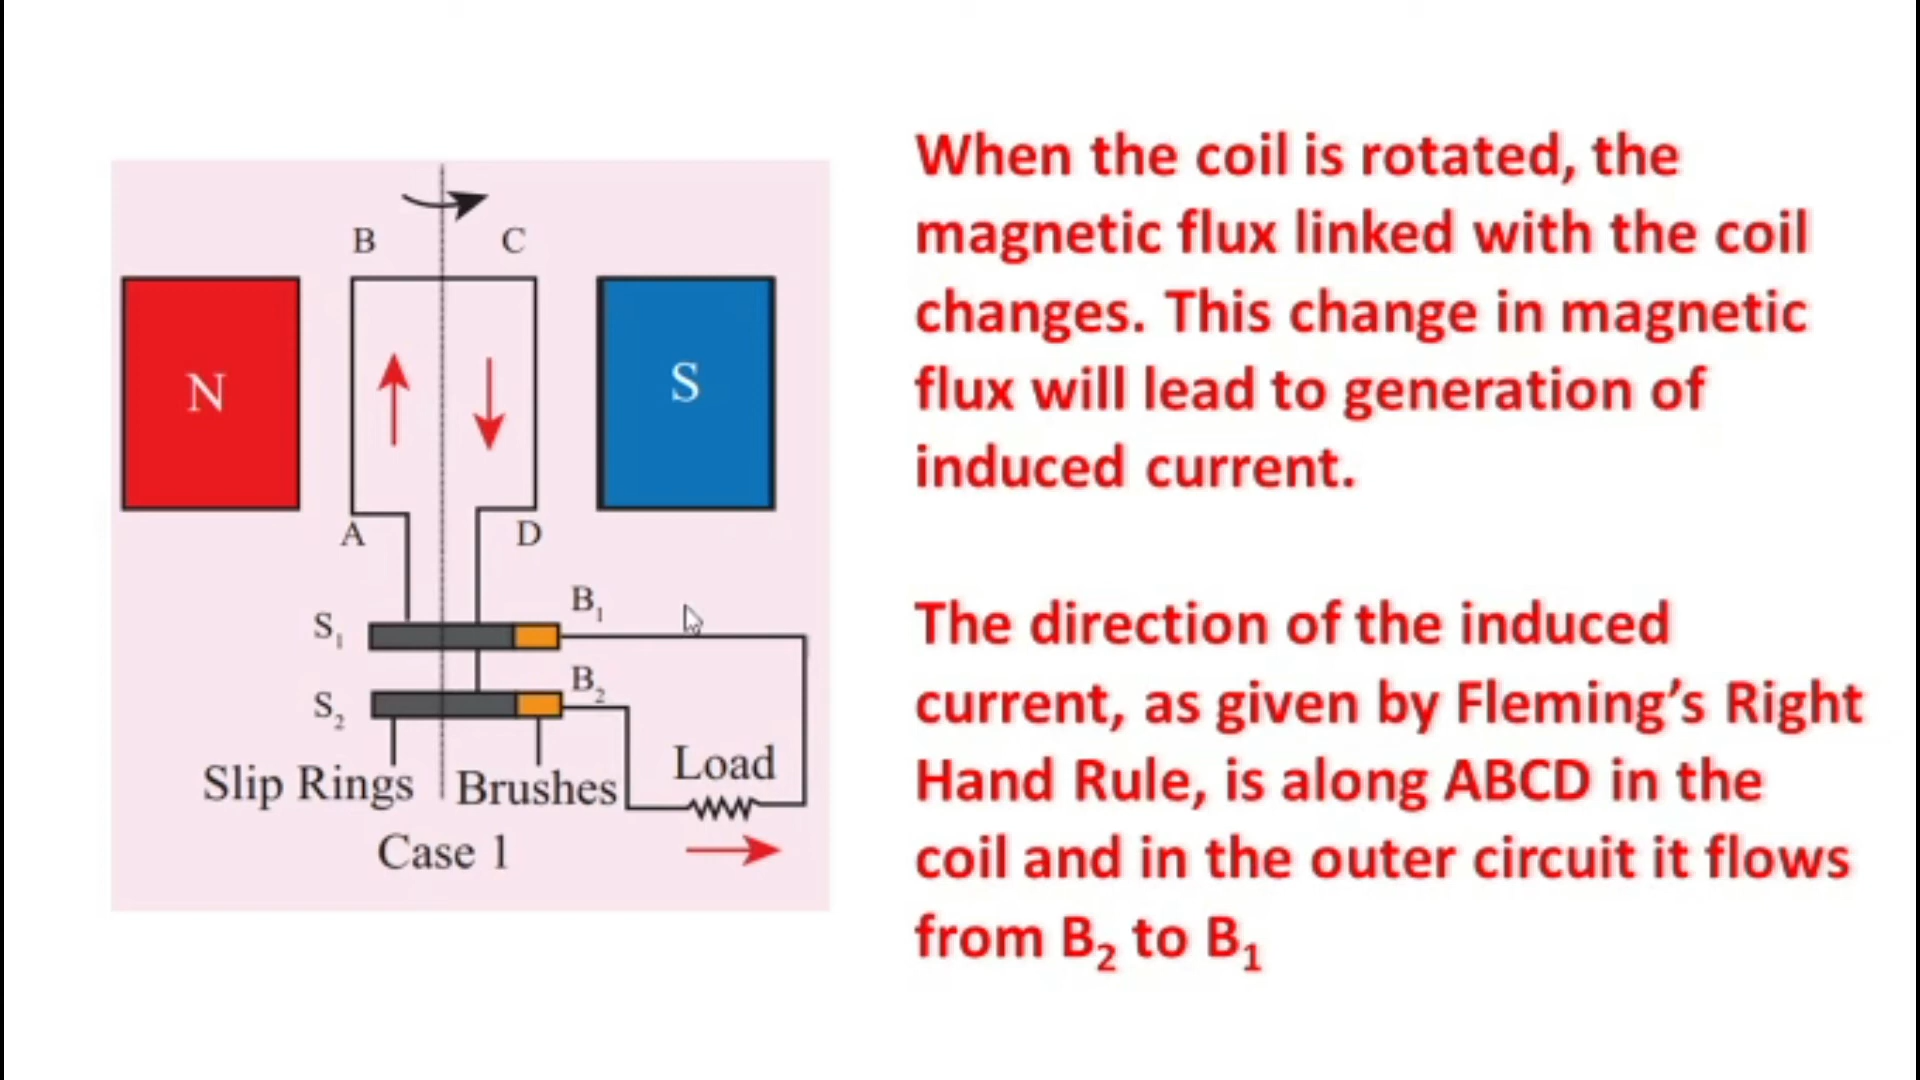 B C
N
S
A D
S₁
B₁
S₂
B₂
Slip Rings
Brushes
Load
Case 1
When the coil is rotated, the
magnetic flux linked with the coil
changes. This change in magnetic
flux will lead to generation of
induced current.
The direction of the induced
current, as given by Fleming’s Right
Hand Rule, is along ABCD in the
coil and in the outer circuit it flows
from B₂ to B₁